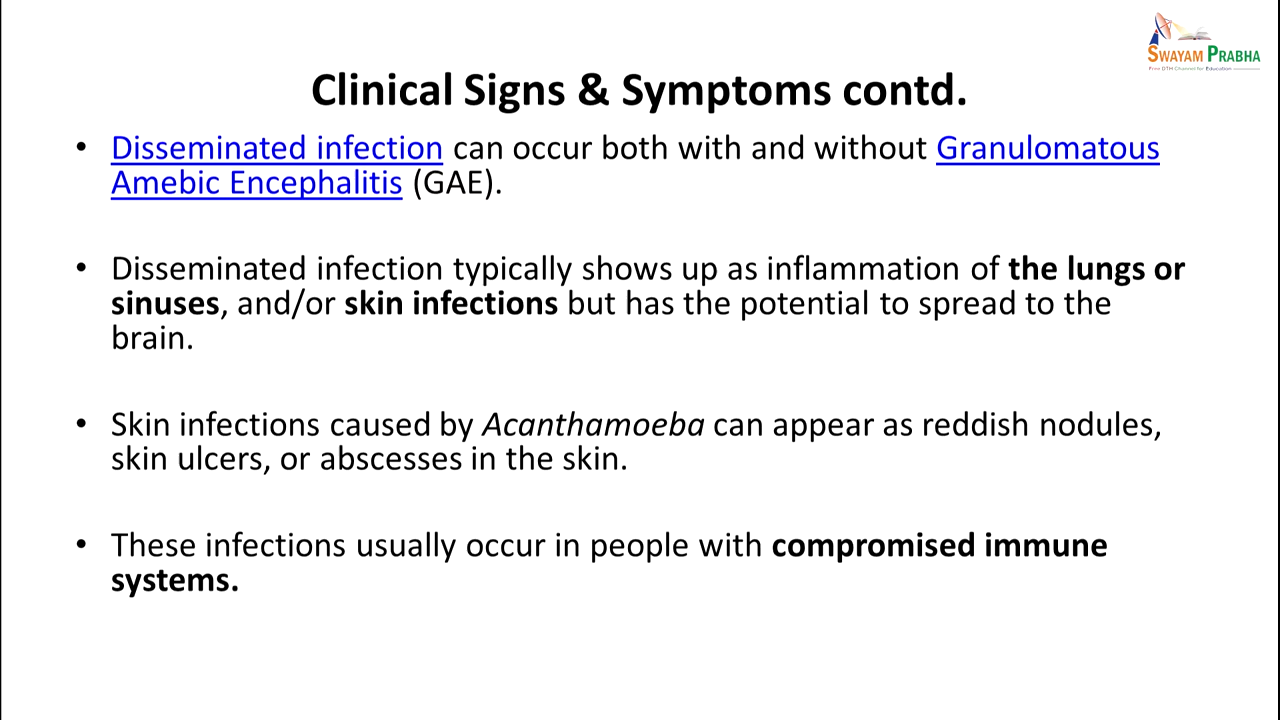 SWAYAM PRABHA
Free DTH Channel for Education
Clinical Signs & Symptoms contd.
• Disseminated infection can occur both with and without Granulomatous
Amebic Encephalitis (GAE).
• Disseminated infection typically shows up as inflammation of the lungs or
sinuses, and/or skin infections but has the potential to spread to the
brain.
• Skin infections caused by Acanthamoeba can appear as reddish nodules,
skin ulcers, or abscesses in the skin.
• These infections usually occur in people with compromised immune
systems.